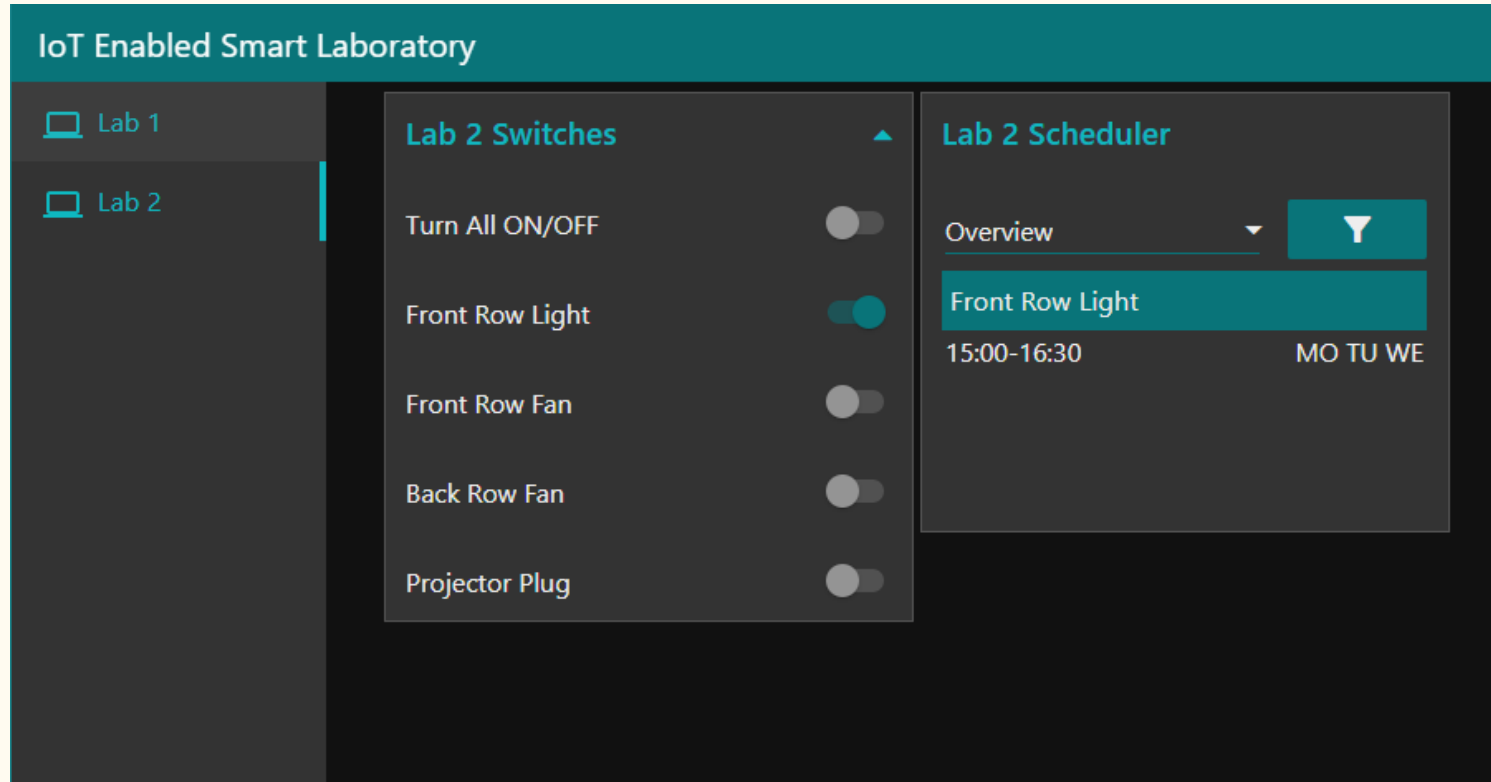 IoT Enabled Smart Laboratory
Lab 1
Lab 2
Lab 2 Switches
Turn All ON/OFF
Front Row Light
Front Row Fan
Back Row Fan
Projector Plug
Lab 2 Scheduler
Overview
Front Row Light
15:00-16:30 MO TU WE